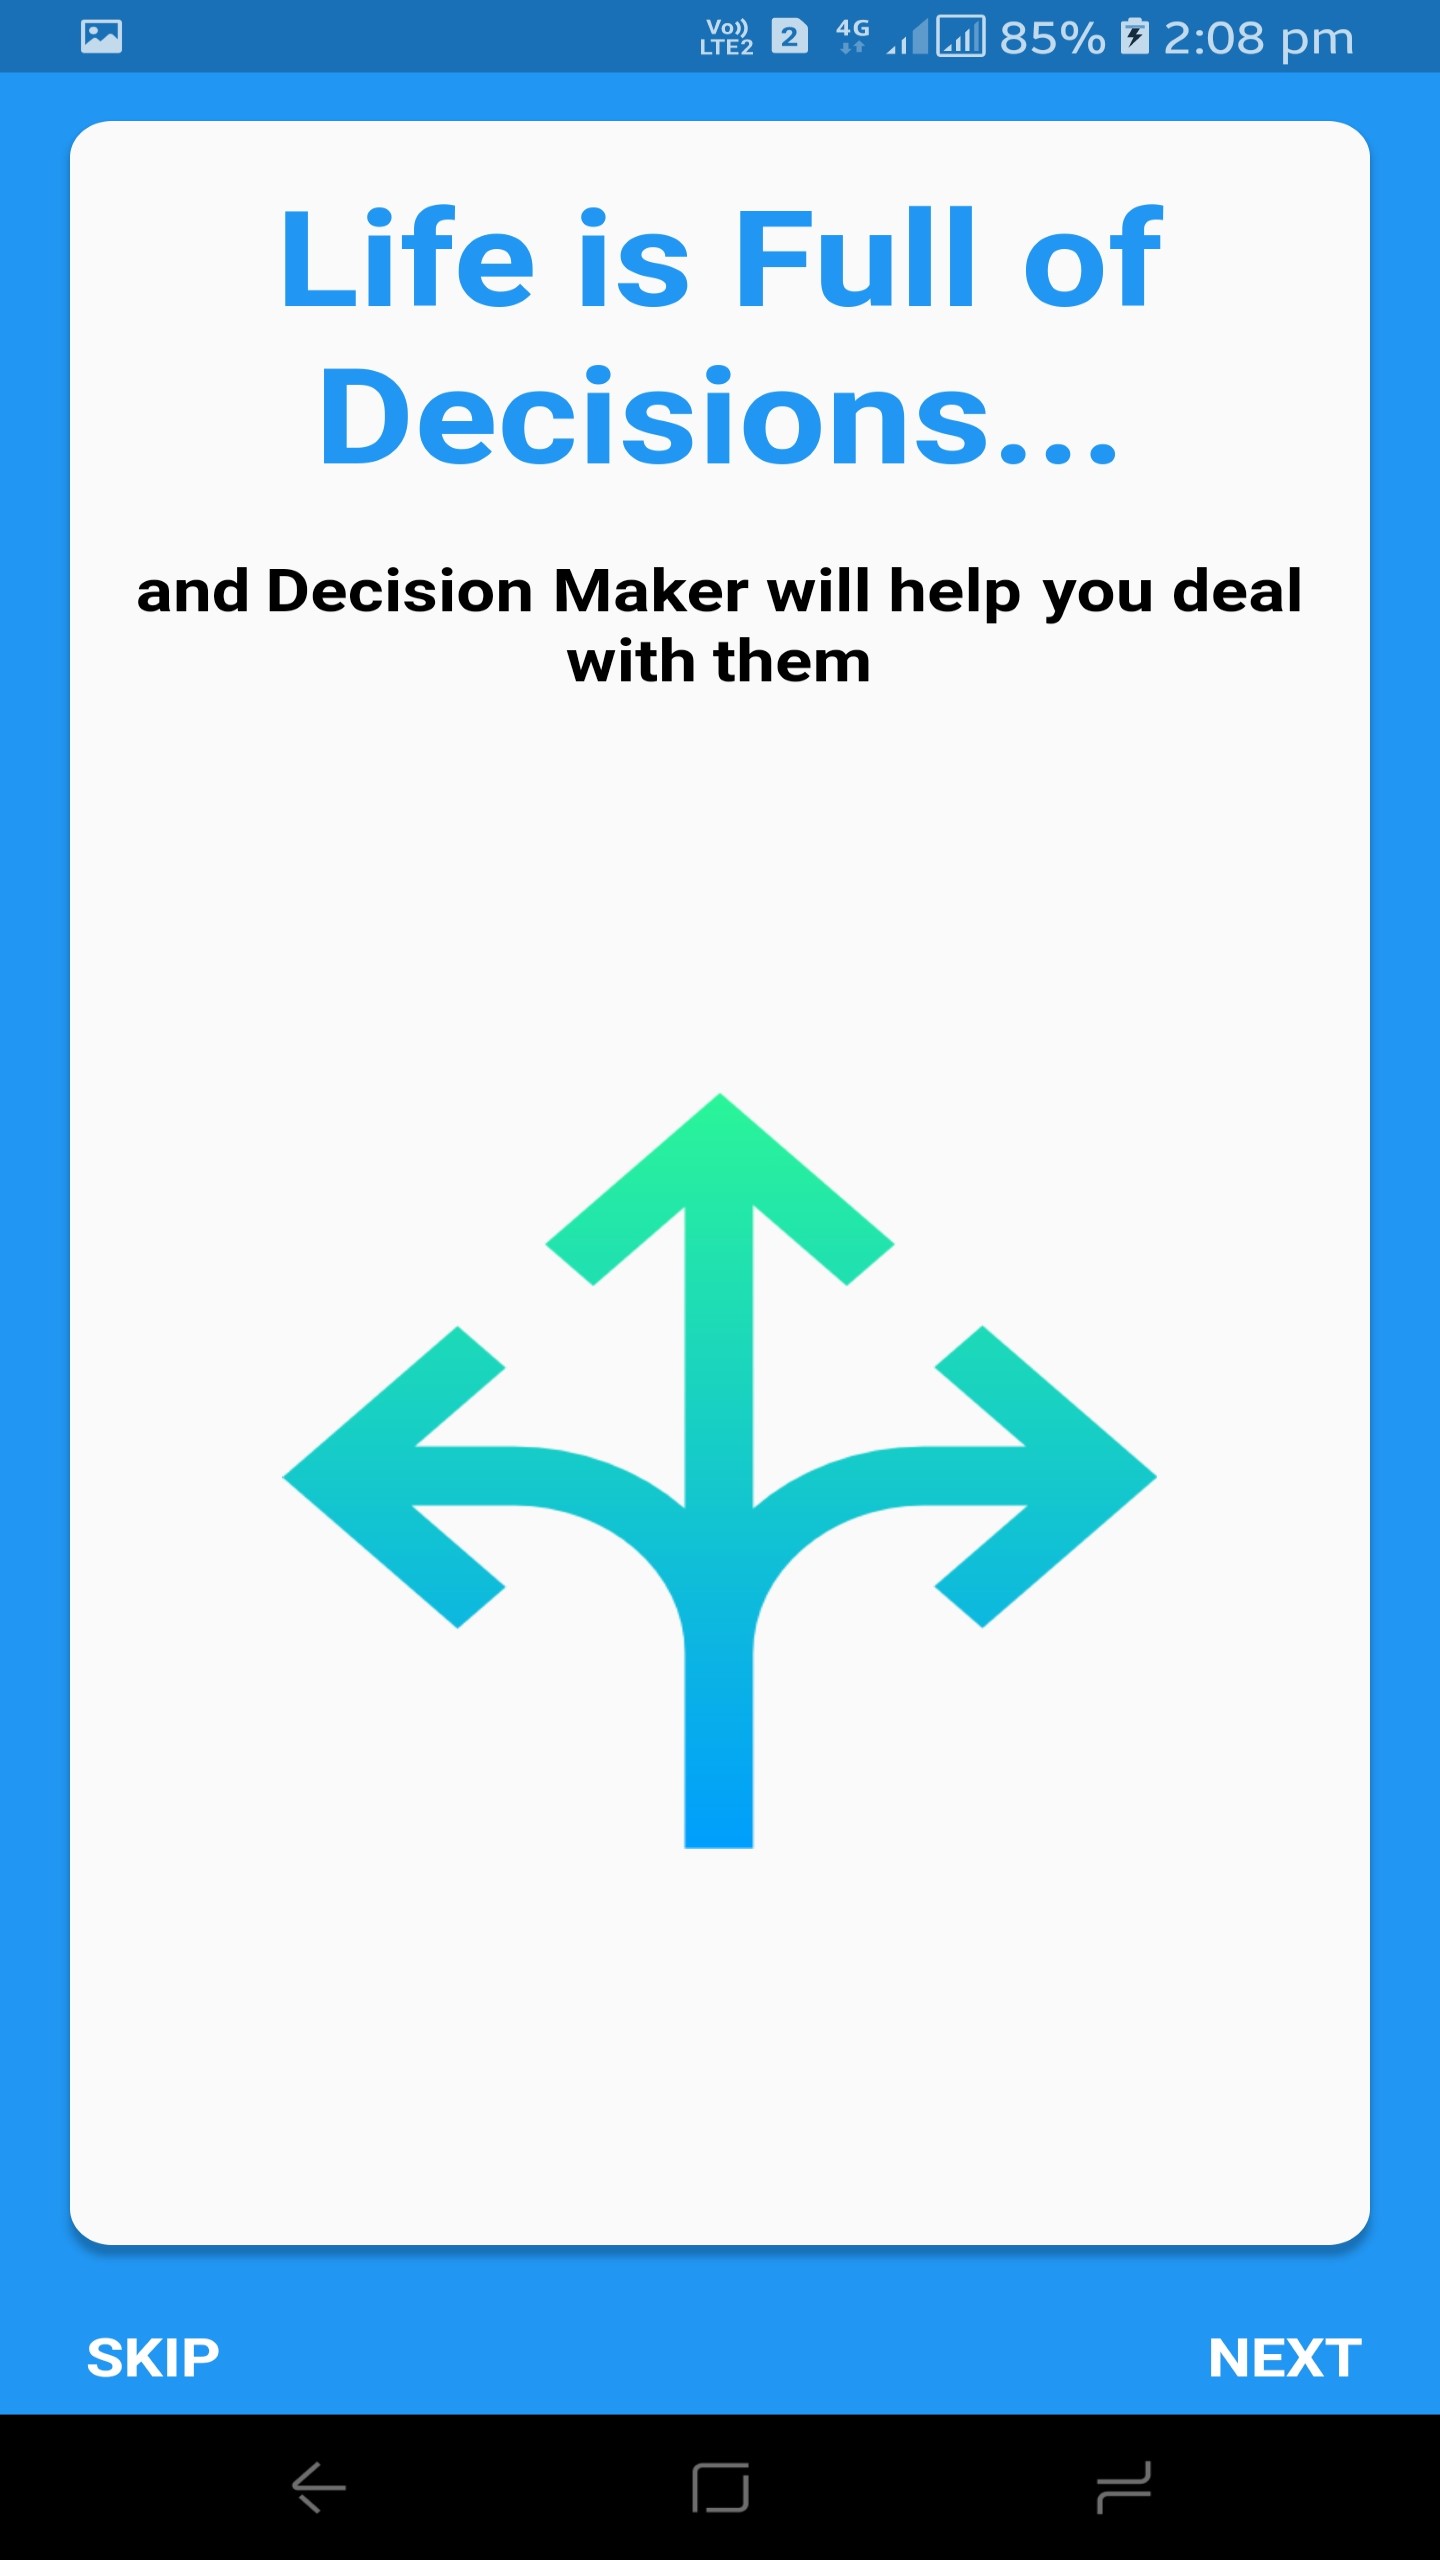 Vo)) LTE2 2 4G 85% 2:08 pm
Life is Full of
Decisions...
and Decision Maker will help you deal
with them
SKIP NEXT